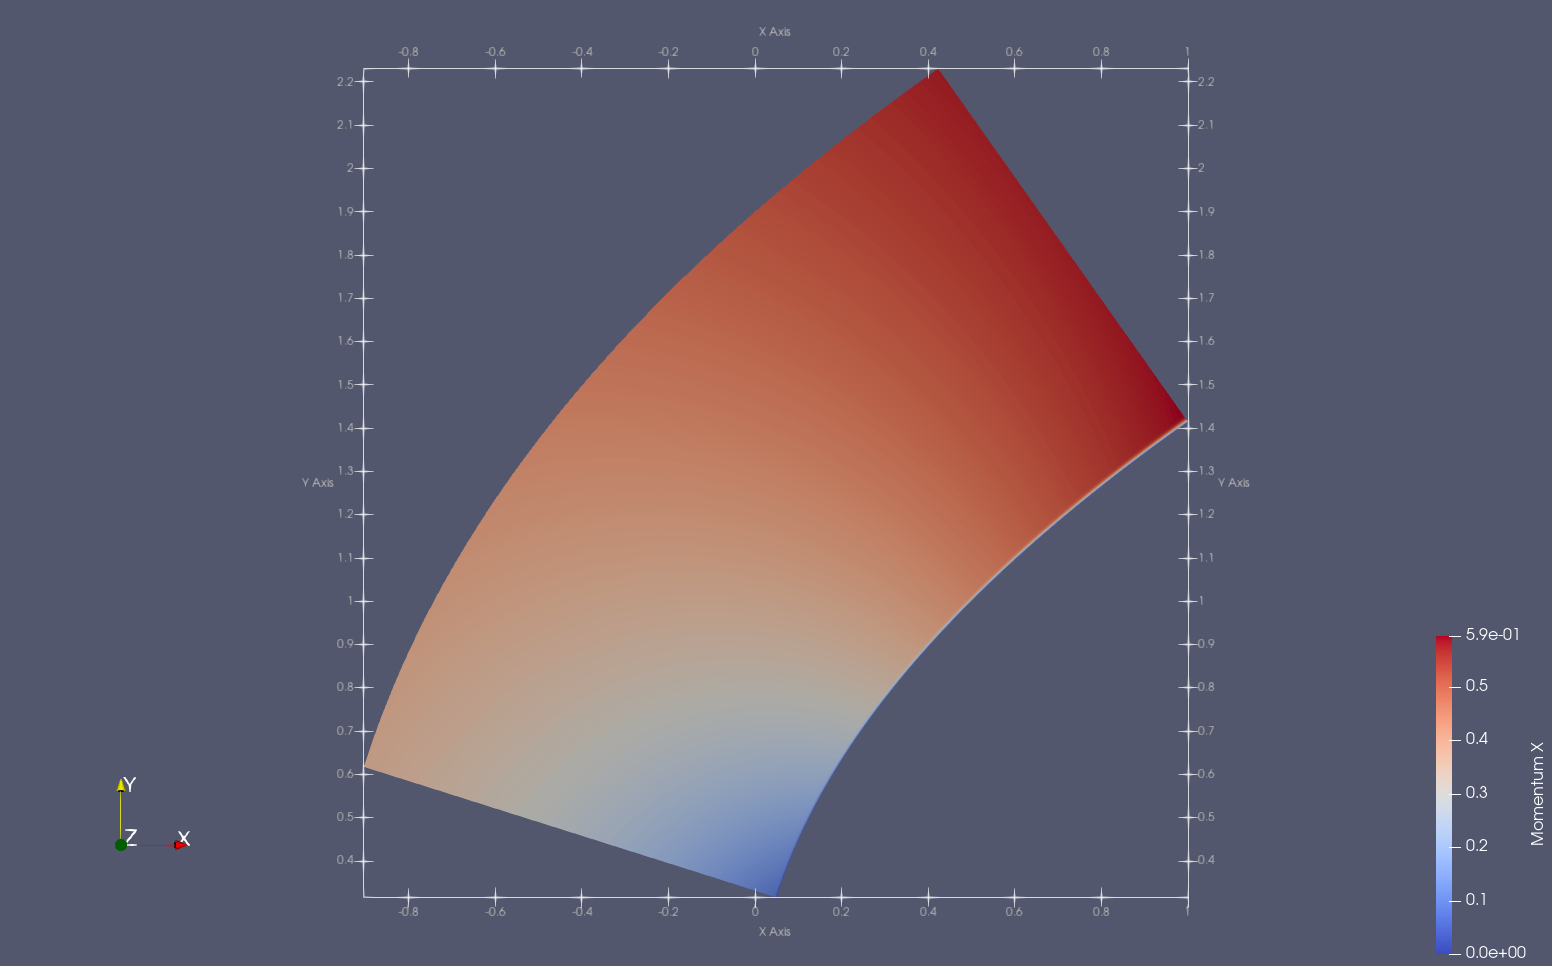 X Axis
-0.8 -0.6 -0.4 -0.2 0 0.2 0.4 0.6 0.8 1
2.2 2.2
2.1 2.1
2 2
1.9 1.9
1.8 1.8
1.7 1.7
1.6 1.6
1.5 1.5
1.4 1.4
1.3 1.3
Y Axis Y Axis
1.2 1.2
1.1 1.1
1 1
0.9 0.9
0.8 0.8
0.7 0.7
0.6 0.6
0.5 0.5
0.4 0.4
-0.8 -0.6 -0.4 -0.2 0 0.2 0.4 0.6 0.8 1
X Axis
Y
Z X
5.9e-01
0.5
0.4
0.3
0.2
0.1
0.0e+00
Momentum X